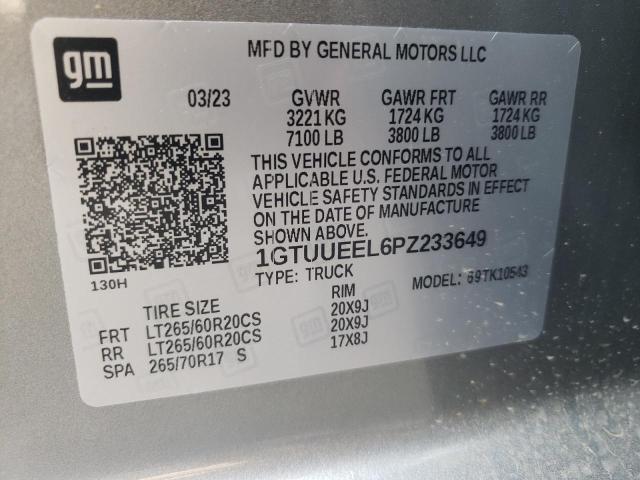 gm
MFD BY GENERAL MOTORS LLC
03/23 GVWR GAWR FRT GAWR RR
3221 KG 1724 KG 1724 KG
7100 LB 3800 LB 3800 LB
THIS VEHICLE CONFORMS TO ALL
APPLICABLE U.S. FEDERAL MOTOR
VEHICLE SAFETY STANDARDS IN EFFECT
ON THE DATE OF MANUFACTURE
SHOWN ABOVE.
1GTUUEEL6PZ233649
130H
TYPE: TRUCK MODEL: 69TK10543
TIRE SIZE RIM
FRT LT265/60R20CS 20X9J
RR LT265/60R20CS 20X9J
SPA 265/70R17 S 17X8J